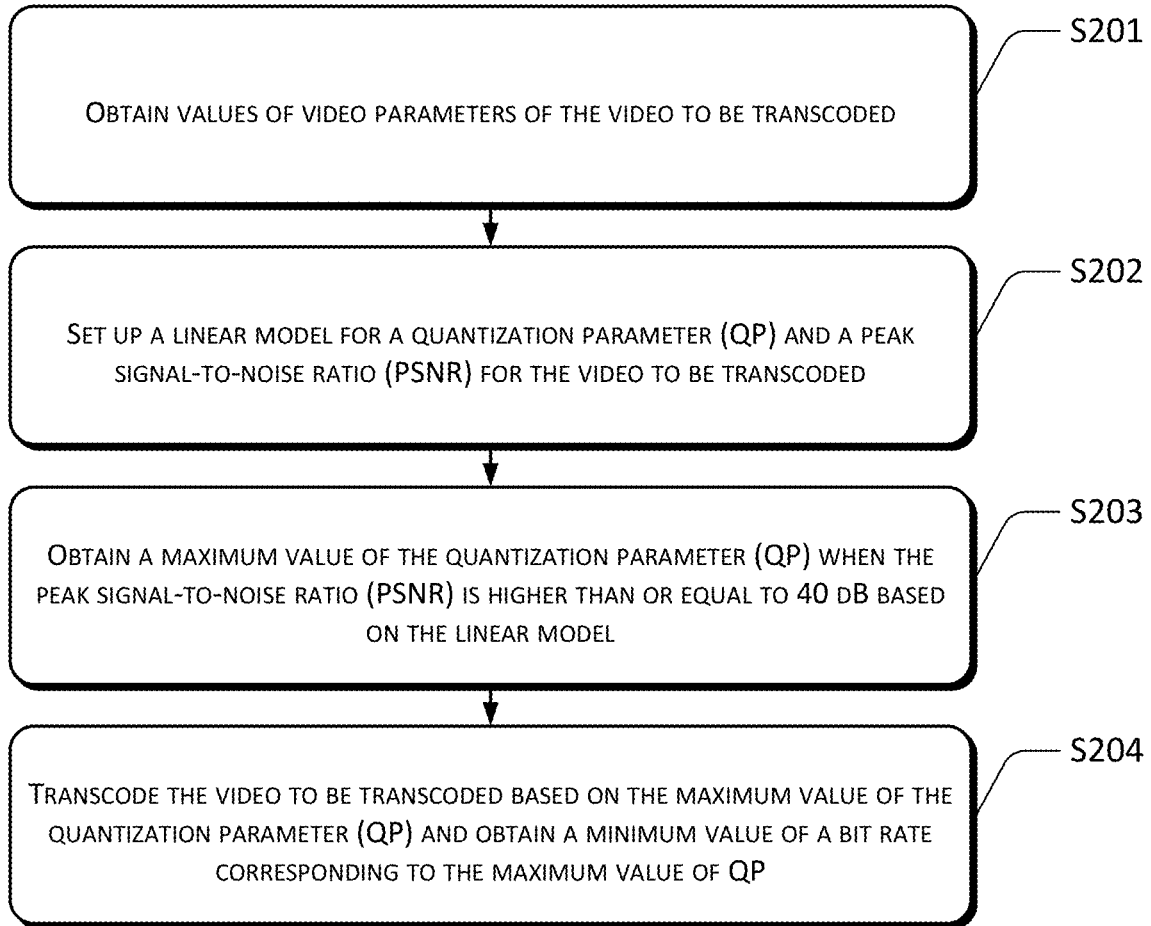 OBTAIN VALUES OF VIDEO PARAMETERS OF THE VIDEO TO BE TRANSCODED
S201
SET UP A LINEAR MODEL FOR A QUANTIZATION PARAMETER (QP) AND A PEAK
SIGNAL-TO-NOISE RATIO (PSNR) FOR THE VIDEO TO BE TRANSCODED
S202
OBTAIN A MAXIMUM VALUE OF THE QUANTIZATION PARAMETER (QP) WHEN THE
PEAK SIGNAL-TO-NOISE RATIO (PSNR) IS HIGHER THAN OR EQUAL TO 40 DB BASED
ON THE LINEAR MODEL
S203
TRANSCODE THE VIDEO TO BE TRANSCODED BASED ON THE MAXIMUM VALUE OF THE
QUANTIZATION PARAMETER (QP) AND OBTAIN A MINIMUM VALUE OF A BIT RATE
CORRESPONDING TO THE MAXIMUM VALUE OF QP
S204